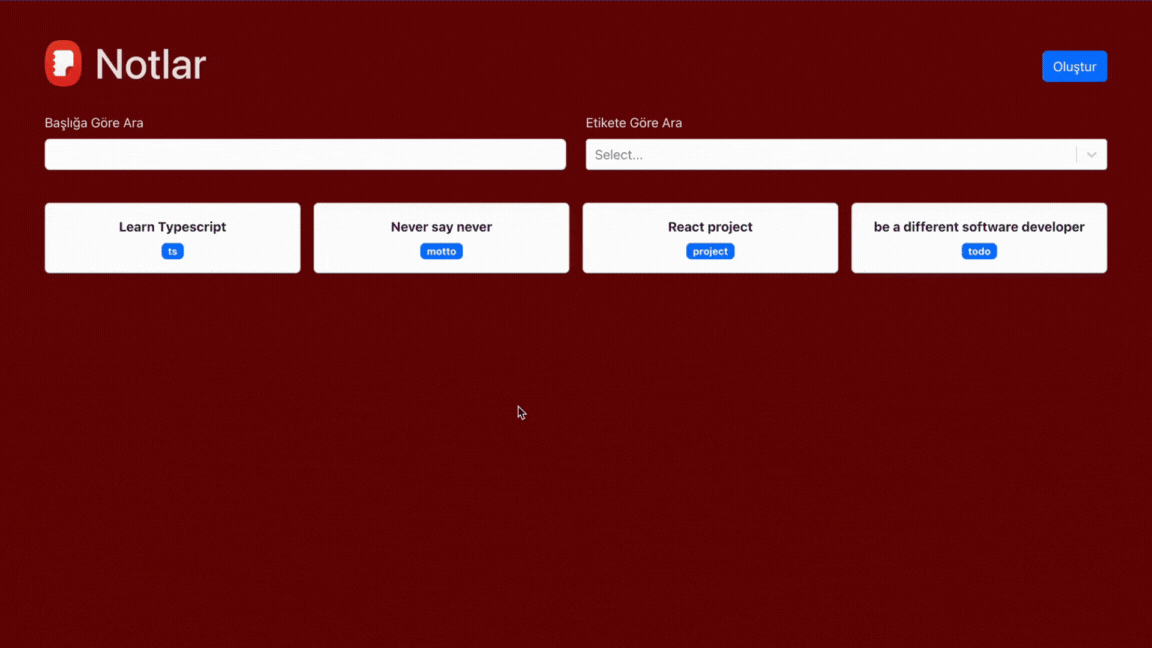 Notlar
Oluştur
Başlığa Göre Ara
Etikete Göre Ara
Select...
Learn Typescript
ts
Never say never
motto
React project
project
be a different software developer
todo